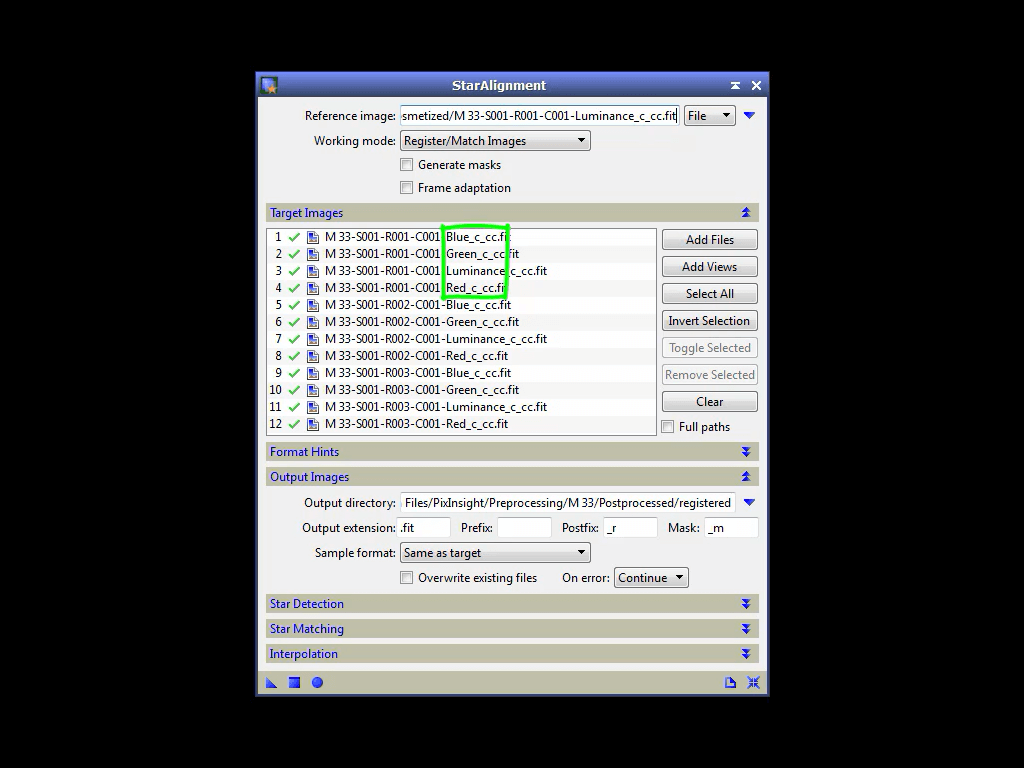 StarAlignment
Reference image: smetized/M 33-S001-R001-C001-Luminance_c_cc.fit File
Working mode: Register/Match Images
Generate masks
Frame adaptation
Target Images
1 M 33-S001-R001-C001-Blue_c_cc.fit
2 M 33-S001-R001-C001-Green_c_cc.fit
3 M 33-S001-R001-C001-Luminance_c_cc.fit
4 M 33-S001-R001-C001-Red_c_cc.fit
5 M 33-S001-R002-C001-Blue_c_cc.fit
6 M 33-S001-R002-C001-Green_c_cc.fit
7 M 33-S001-R002-C001-Luminance_c_cc.fit
8 M 33-S001-R002-C001-Red_c_cc.fit
9 M 33-S001-R003-C001-Blue_c_cc.fit
10 M 33-S001-R003-C001-Green_c_cc.fit
11 M 33-S001-R003-C001-Luminance_c_cc.fit
12 M 33-S001-R003-C001-Red_c_cc.fit
Add Files
Add Views
Select All
Invert Selection
Toggle Selected
Remove Selected
Clear
Full paths
Format Hints
Output Images
Output directory: Files/PixInsight/Preprocessing/M 33/Postprocessed/registered
Output extension: .fit Prefix: Postfix: _r Mask: _m
Sample format: Same as target
Overwrite existing files On error: Continue
Star Detection
Star Matching
Interpolation